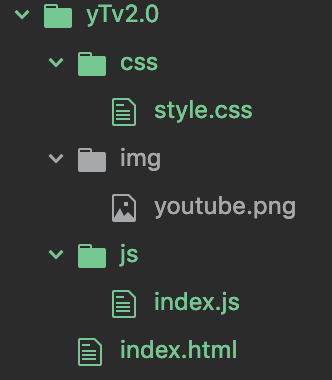 yTv2.0
css
style.css
img
youtube.png
js
index.js
index.html